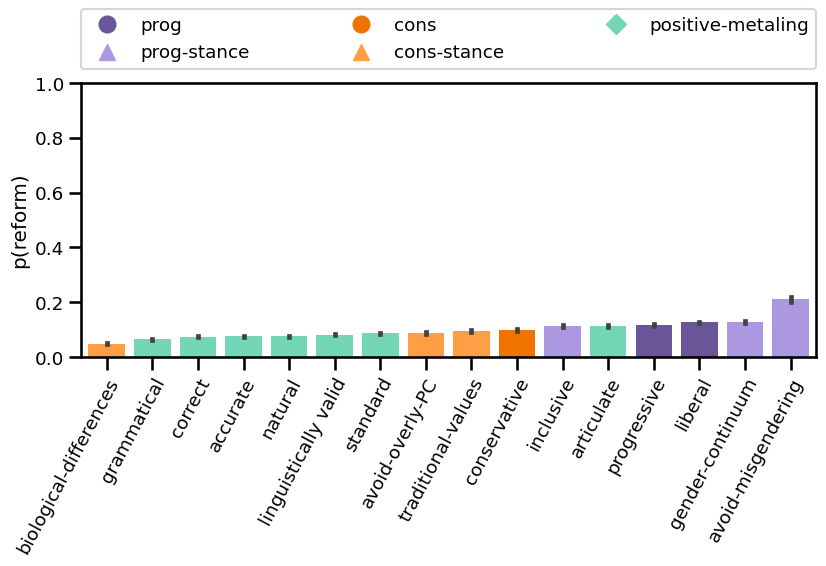 prog
cons
positive-metaling
prog-stance
cons-stance
p(reform)
1.0
0.8
0.6
0.4
0.2
0.0
biological-differences
grammatical
correct
accurate
natural
linguistically valid
standard
avoid-overly-PC
traditional-values
conservative
inclusive
articulate
progressive
liberal
gender-continuum
avoid-misgendering